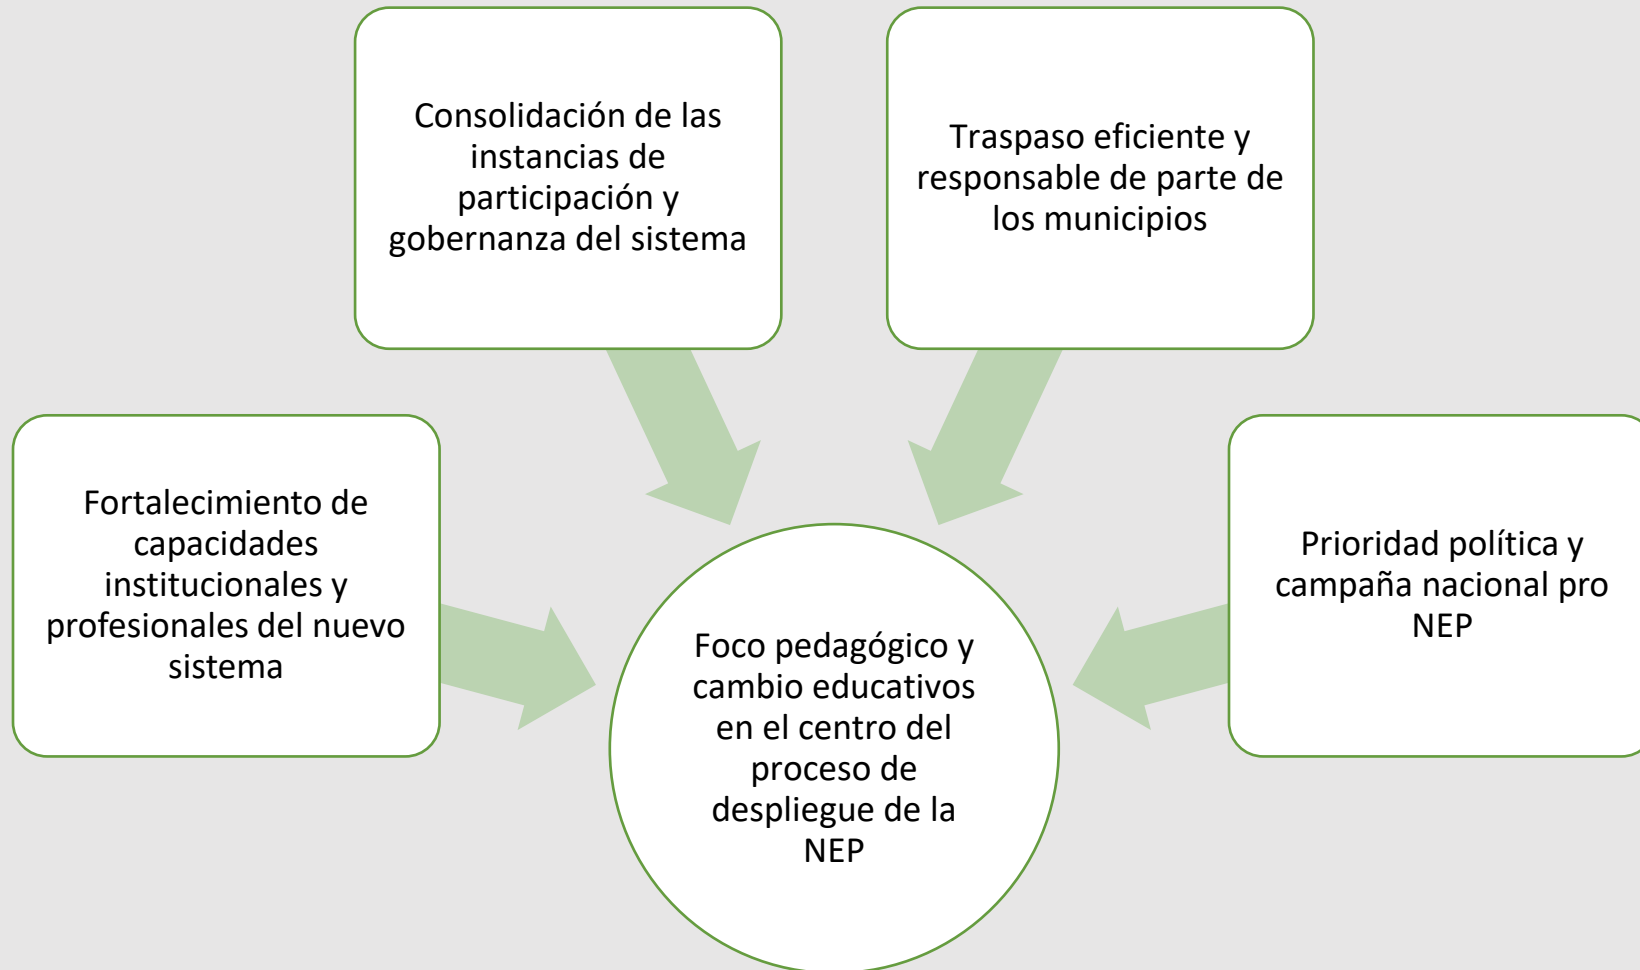 Consolidación de las
instancias de
participación y
gobernanza del sistema
Traspaso eficiente y
responsable de parte de
los municipios
Fortalecimiento de
capacidades
institucionales y
profesionales del nuevo
sistema
Prioridad política y
campaña nacional pro
NEP
Foco pedagógico y
cambio educativos
en el centro del
proceso de
despliegue de la
NEP